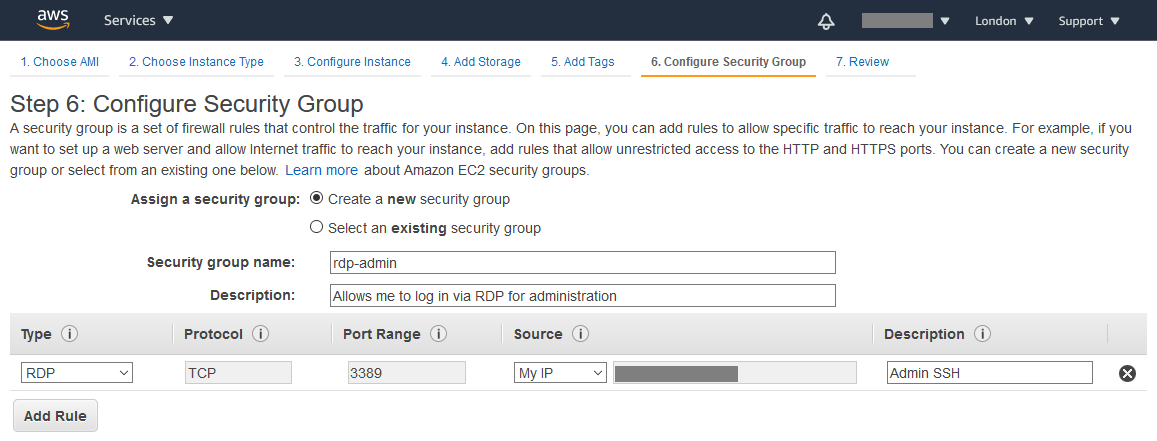 aws Services London Support
1. Choose AMI 2. Choose Instance Type 3. Configure Instance 4. Add Storage 5. Add Tags 6. Configure Security Group 7. Review
Step 6: Configure Security Group
A security group is a set of firewall rules that control the traffic for your instance. On this page, you can add rules to allow specific traffic to reach your instance. For example, if you
want to set up a web server and allow Internet traffic to reach your instance, add rules that allow unrestricted access to the HTTP and HTTPS ports. You can create a new security
group or select from an existing one below. Learn more about Amazon EC2 security groups.
Assign a security group: Create a new security group
Select an existing security group
Security group name: rdp-admin
Description: Allows me to log in via RDP for administration
Type i Protocol i Port Range i Source i Description i
RDP TCP 3389 My IP Admin SSH
Add Rule